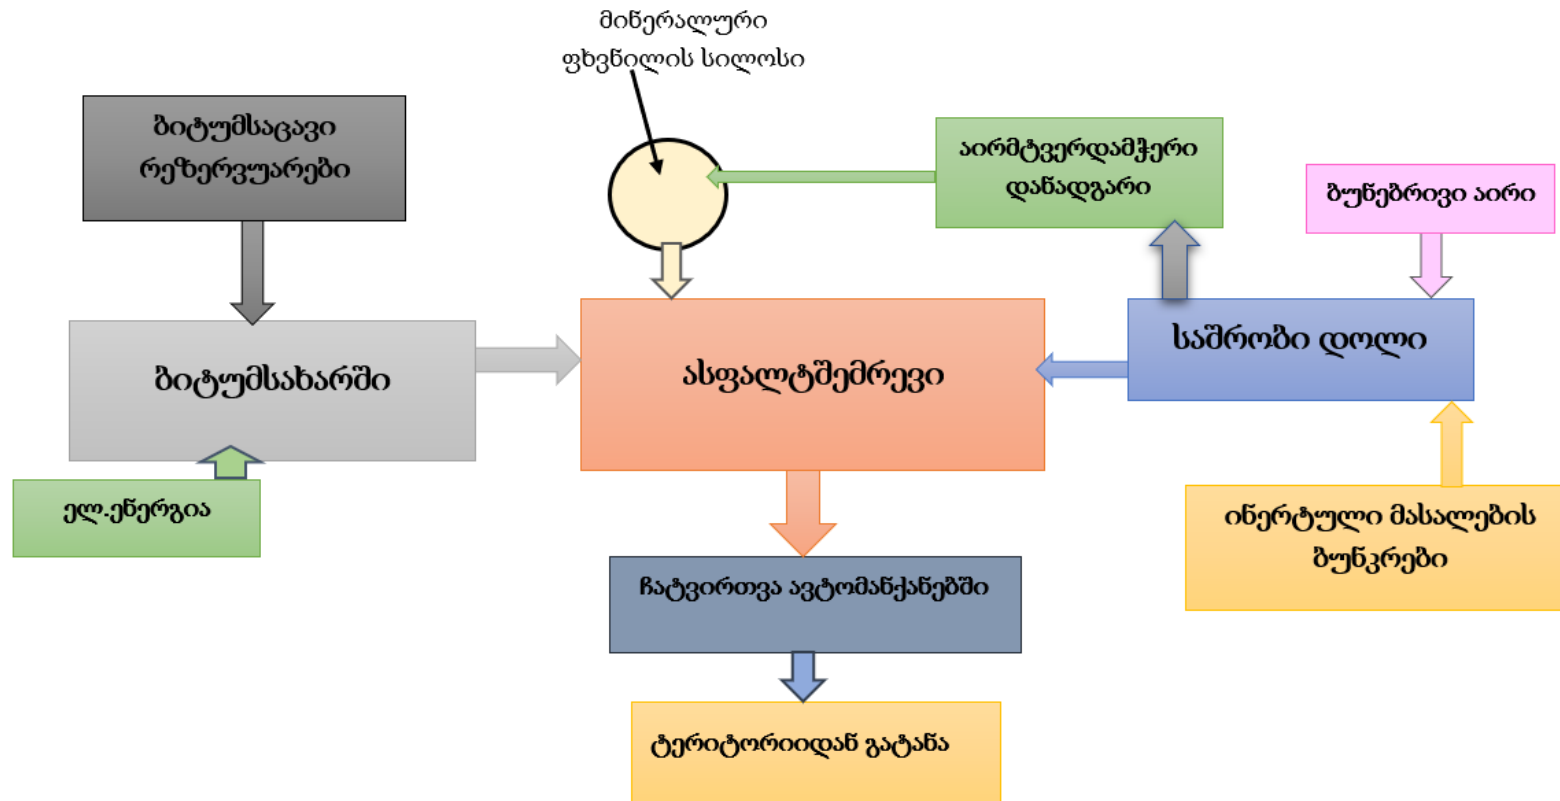 მინერალური
ფხვნილის სილოსი
ბიტუმსაცავი
რეზერვუარები
აირმტვერდამჭერი
დანადგარი
ბუნებრივი აირი
საშრობი დოლი
ბიტუმსახარში
ასფალტშემრევი
ელ.ენერგია
ინერტული მასალების
ბუნკრები
ჩატვირთვა ავტომანქანებში
ტერიტორიიდან გატანა